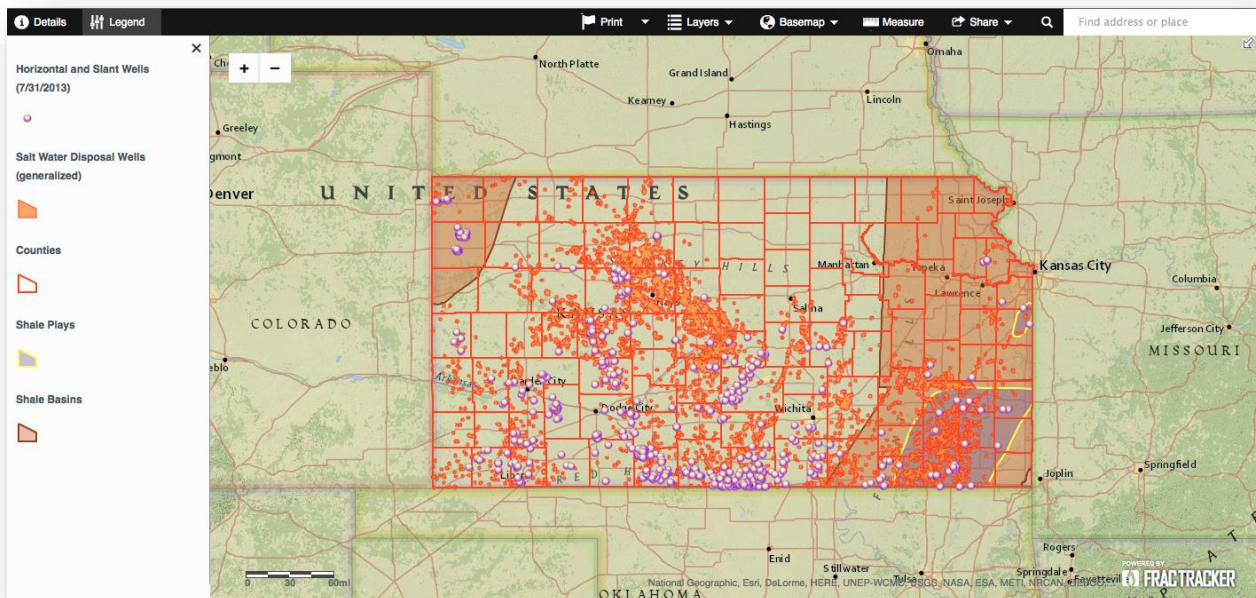 Details
Legend
Print
Layers
Basemap
Measure
Share
Find address or place
Horizontal and Slant Wells
(7/31/2013)
Salt Water Disposal Wells
(generalized)
Counties
Shale Plays
Shale Basins
+
−
North Platte
Grand Island
Omaha
Kearney
Lincoln
Hastings
Greeley
Denver
UNITED STATES
Saint Joseph
Manhattan
Kansas City
Lawrence
Columbia
Salina
COLORADO
Jefferson City
MISSOURI
Arkansas
Dodge City
Wichita
Joplin
Springfield
Enid
Stillwater
Tulsa
Rogers
Springdale
OKLAHOMA
0 30 60mi
National Geographic, Esri, DeLorme, HERE, UNEP-WCMC, USGS, NASA, ESA, METI, NRCAN,
POWERED BY
FRACTRACKER